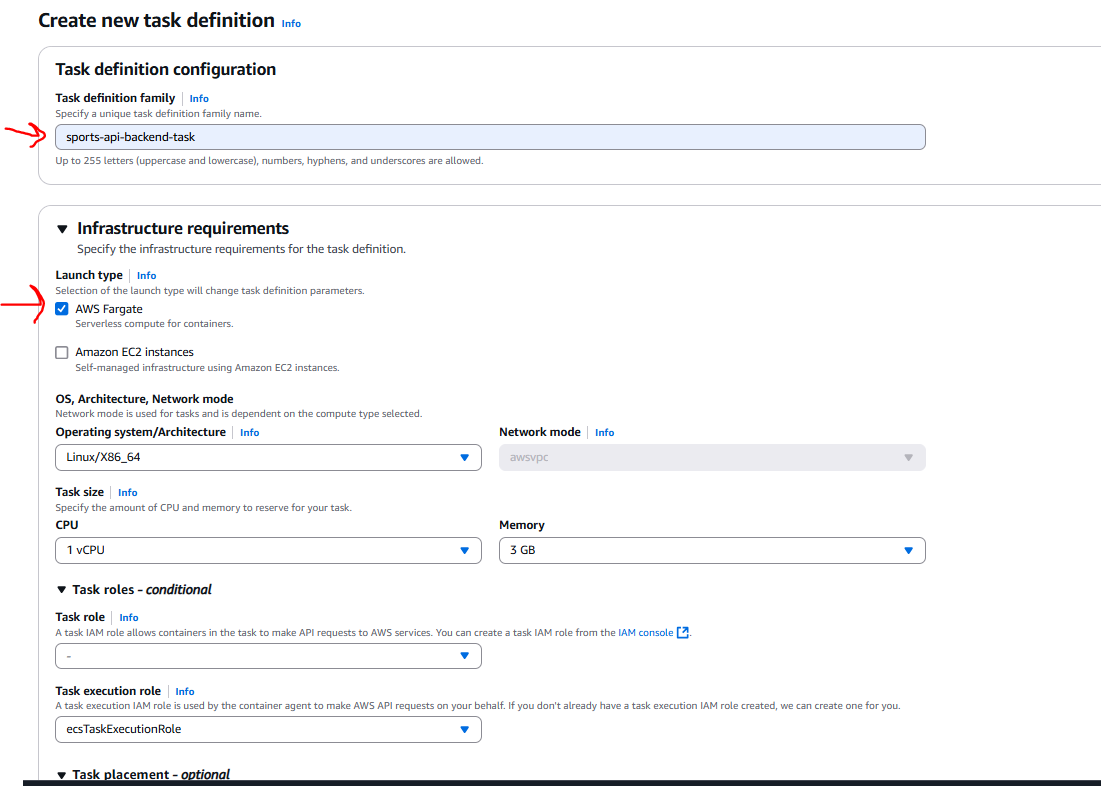 Create new task definition Info
Task definition configuration
Task definition family Info
Specify a unique task definition family name.
sports-api-backend-task
Up to 255 letters (uppercase and lowercase), numbers, hyphens, and underscores are allowed.
Infrastructure requirements
Specify the infrastructure requirements for the task definition.
Launch type Info
Selection of the launch type will change task definition parameters.
AWS Fargate
Serverless compute for containers.
Amazon EC2 instances
Self-managed infrastructure using Amazon EC2 instances.
OS, Architecture, Network mode
Network mode is used for tasks and is dependent on the compute type selected.
Operating system/Architecture Info
Linux/X86_64
Network mode Info
awsvpc
Task size Info
Specify the amount of CPU and memory to reserve for your task.
CPU
1 vCPU
Memory
3 GB
Task roles - conditional
Task role Info
A task IAM role allows containers in the task to make API requests to AWS services. You can create a task IAM role from the IAM console.
-
Task execution role Info
A task execution IAM role is used by the container agent to make AWS API requests on your behalf. If you don't already have a task execution IAM role created, we can create one for you.
ecsTaskExecutionRole
Task placement - optional